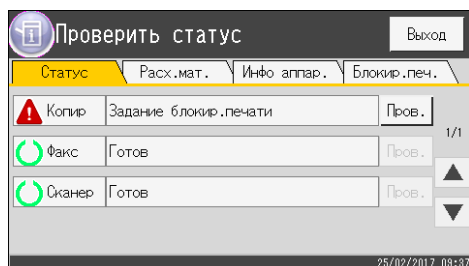 Проверить статус Выход
Статус Расх.мат. Инфо аппар. Блокир.печ.
Копир Задание блокир.печати Пров.
1/1
Факс Готов Пров.
Сканер Готов Пров.
25/02/2017 09:37